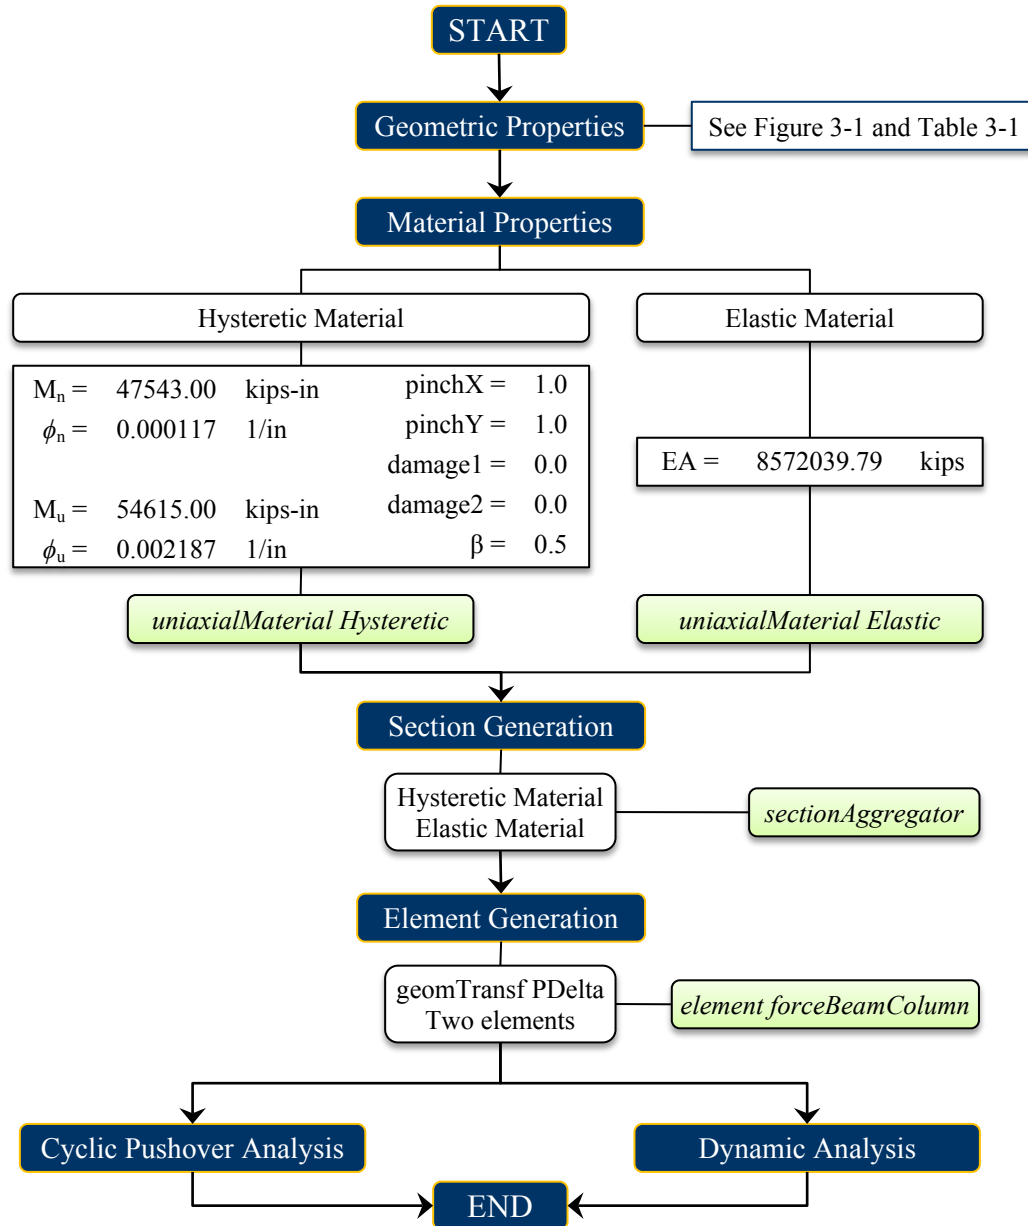 START
Geometric Properties
See Figure 3-1 and Table 3-1
Material Properties
Hysteretic Material
Elastic Material
Mₙ = 47543.00 kips-in
ϕₙ = 0.000117 1/in
Mᵤ = 54615.00 kips-in
ϕᵤ = 0.002187 1/in
pinchX = 1.0
pinchY = 1.0
damage1 = 0.0
damage2 = 0.0
β = 0.5
EA = 8572039.79 kips
uniaxialMaterial Hysteretic
uniaxialMaterial Elastic
Section Generation
Hysteretic Material
Elastic Material
sectionAggregator
Element Generation
geomTransf PDelta
Two elements
element forceBeamColumn
Cyclic Pushover Analysis
Dynamic Analysis
END